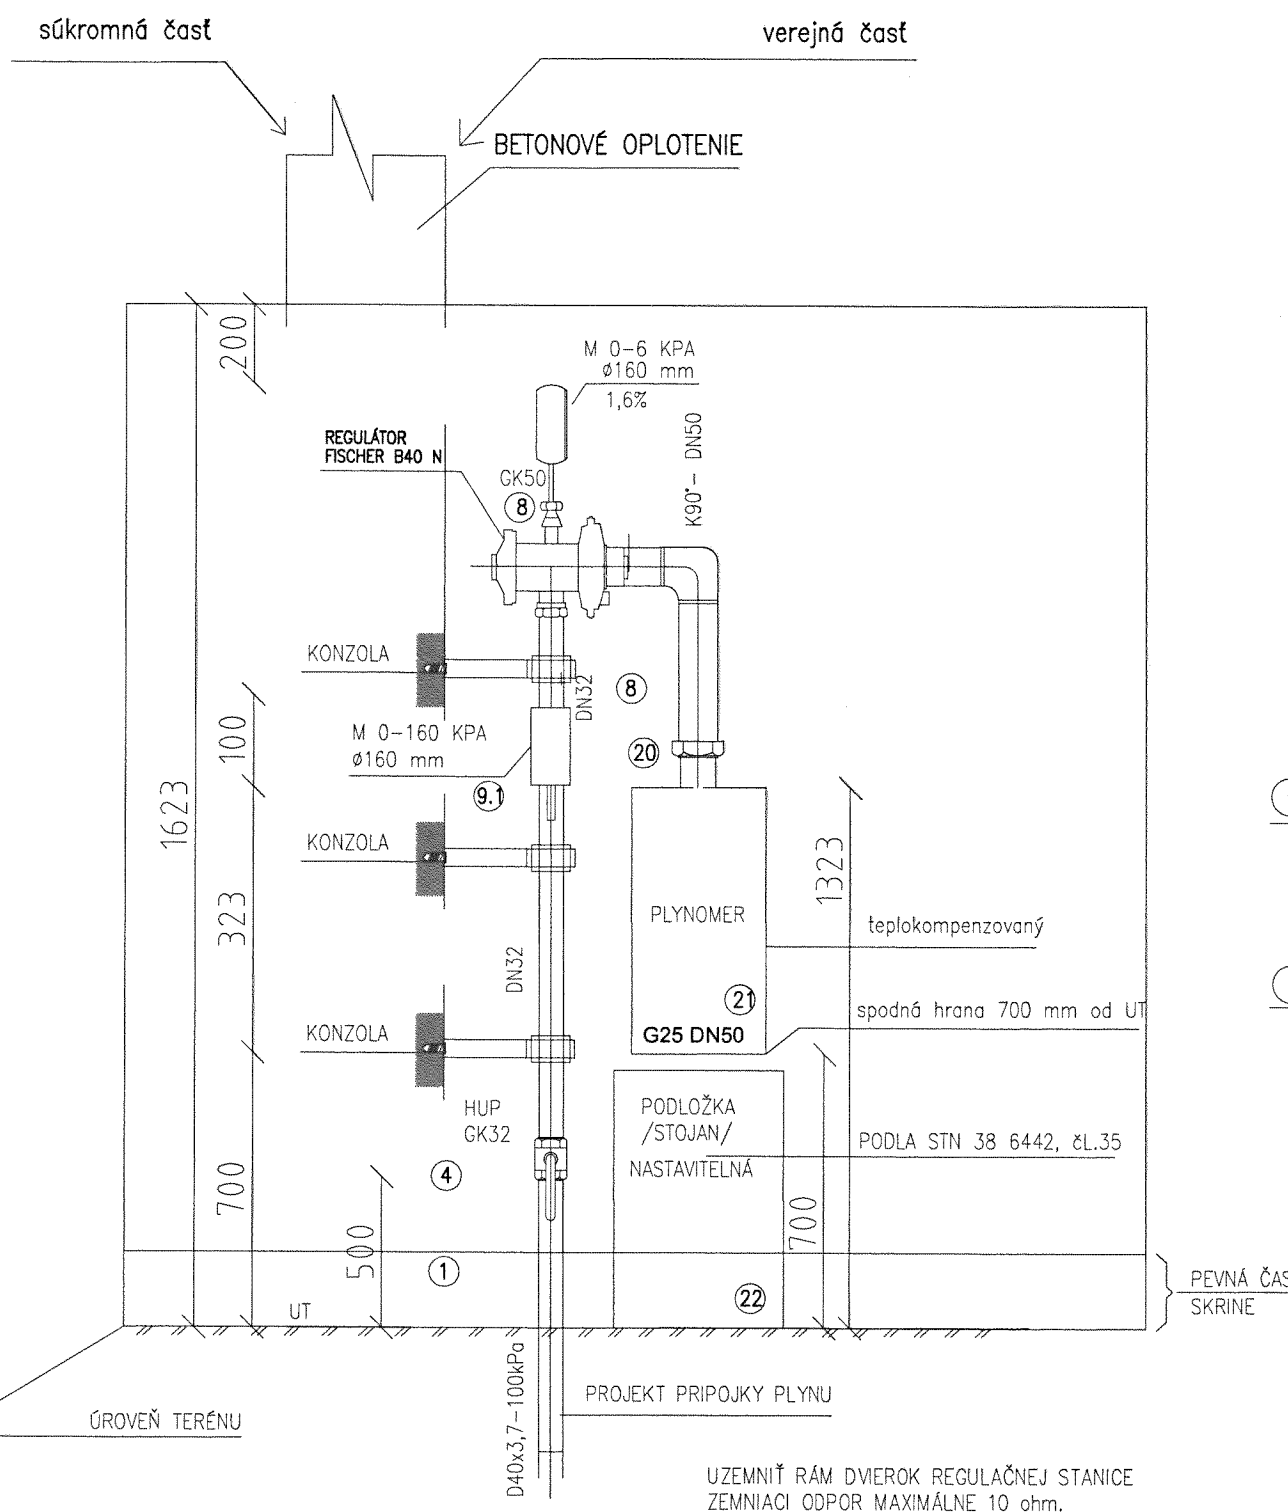 súkromná časť
verejná časť
BETONOVÉ OPLOTENIE
200
M 0-6 KPA
ø160 mm
1,6%
K90°- DN50
REGULÁTOR
FISCHER B40 N
GK50
8
KONZOLA
DN32
8
100
M 0-160 KPA
ø160 mm
20
9.1
1623
KONZOLA
1323
323
PLYNOMER
teplokompenzovaný
DN32
21
spodná hrana 700 mm od UT
KONZOLA
G25 DN50
HUP
GK32
PODLOŽKA
/STOJAN/
NASTAVITELNÁ
PODLA STN 38 6442, čL.35
4
700
700
500
1
22
PEVNÁ ČAS
SKRINE
UT
D40x3,7-100kPa
PROJEKT PRIPOJKY PLYNU
ÚROVEŇ TERÉNU
UZEMNIŤ RÁM DVIEROK REGULAČNEJ STANICE
ZEMNIACI ODPOR MAXIMÁLNE 10 ohm.